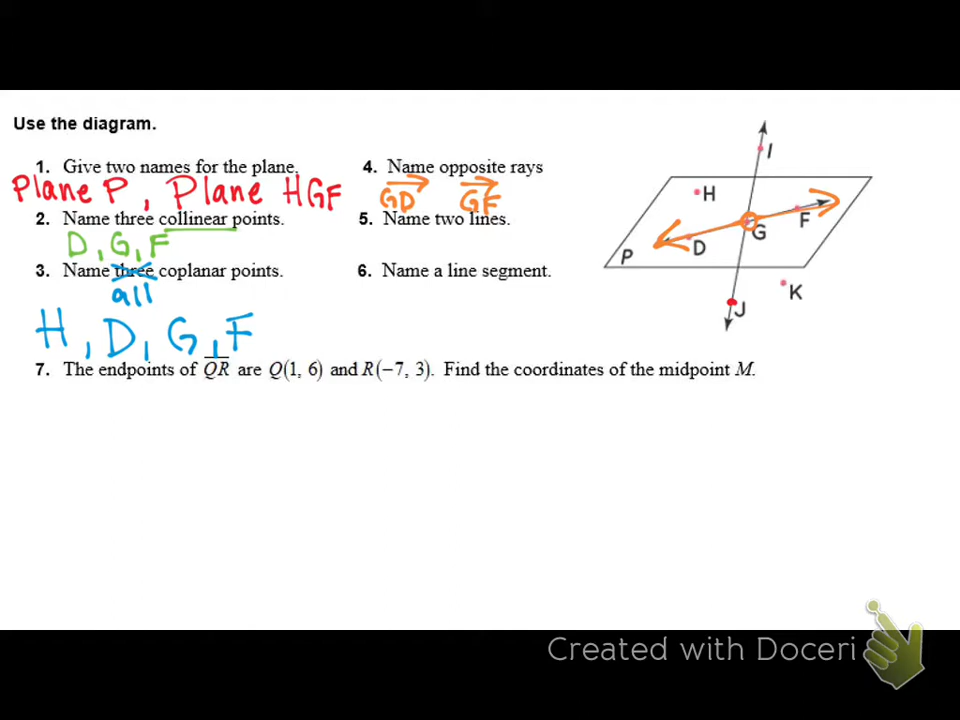 Use the diagram.
1. Give two names for the plane.
Plane P, Plane HGF
2. Name three collinear points.
D, G, F
3. Name three coplanar points.
all
H, D, G, F
4. Name opposite rays
GD GF
5. Name two lines.
6. Name a line segment.
I
H
F
G
D
P
K
J
7. The endpoints of QR are Q(1, 6) and R(−7, 3). Find the coordinates of the midpoint M.
Created with Doceri